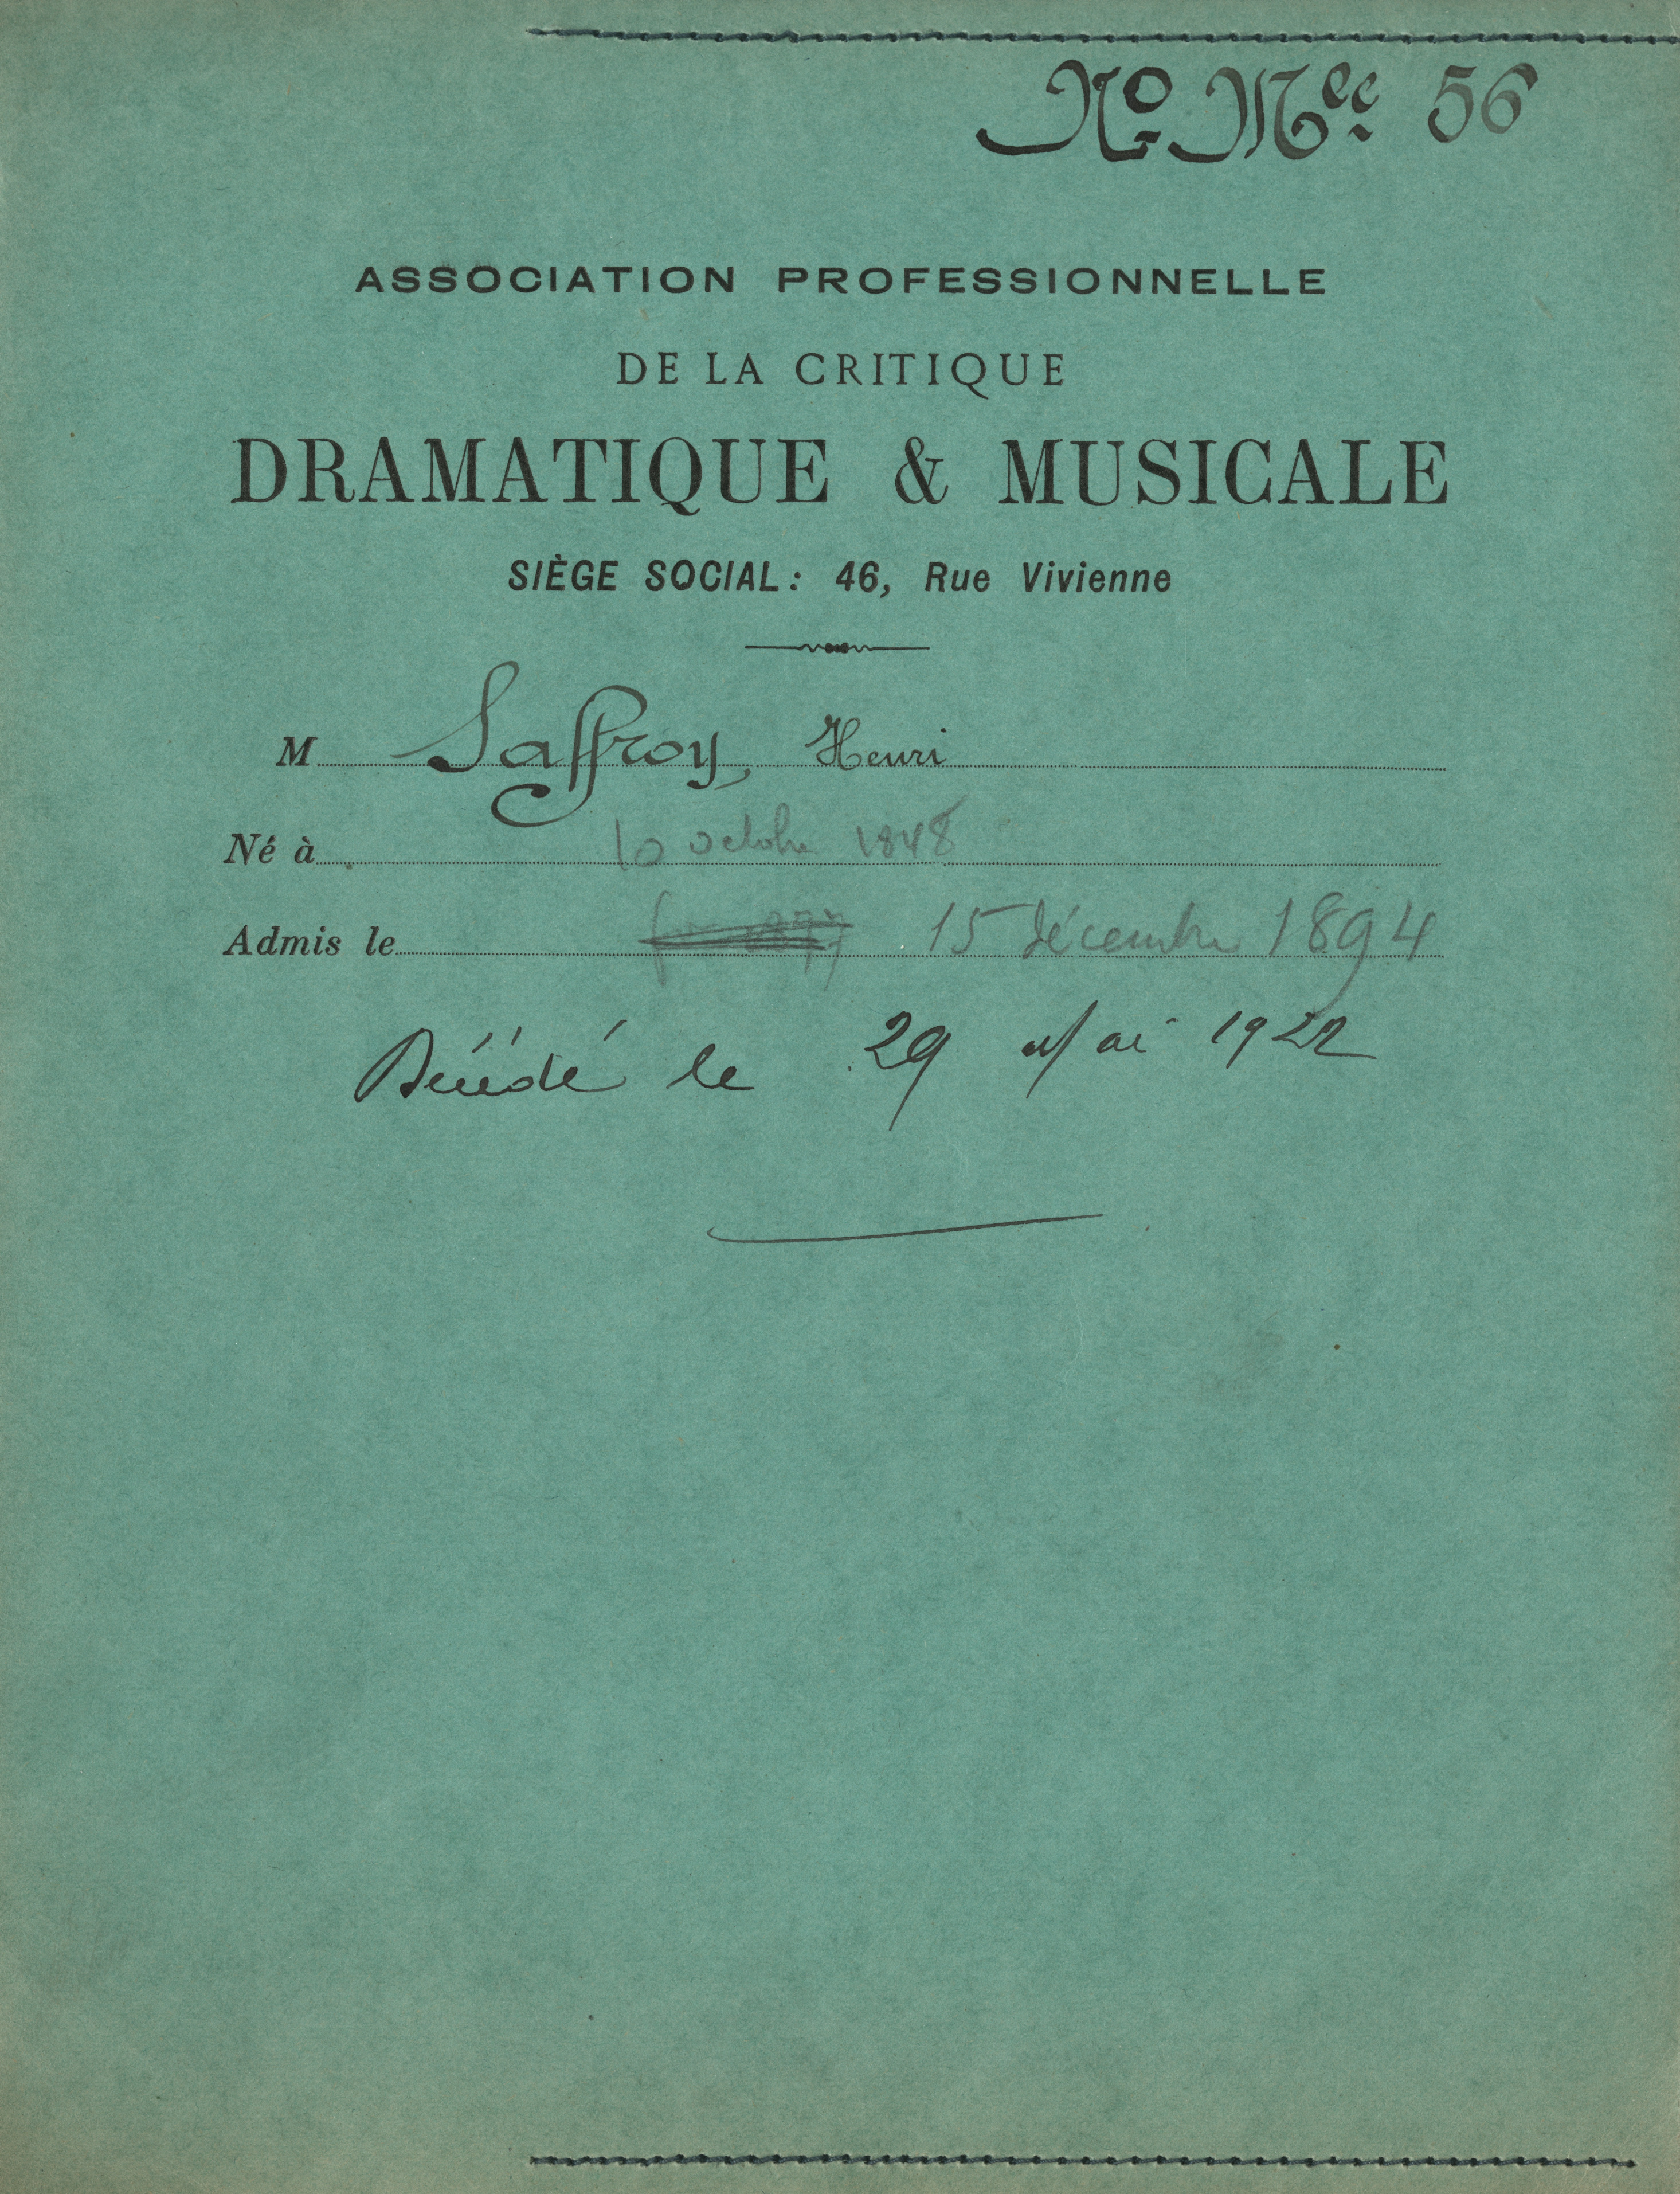 No Mce 56
ASSOCIATION PROFESSIONNELLE
DE LA CRITIQUE
DRAMATIQUE & MUSICALE
SIÈGE SOCIAL : 46, Rue Vivienne
M Saffroy, Henri
Né à 10 octobre 1848
Admis le 15 décembre 1894
Décédé le 29 Mai 1922